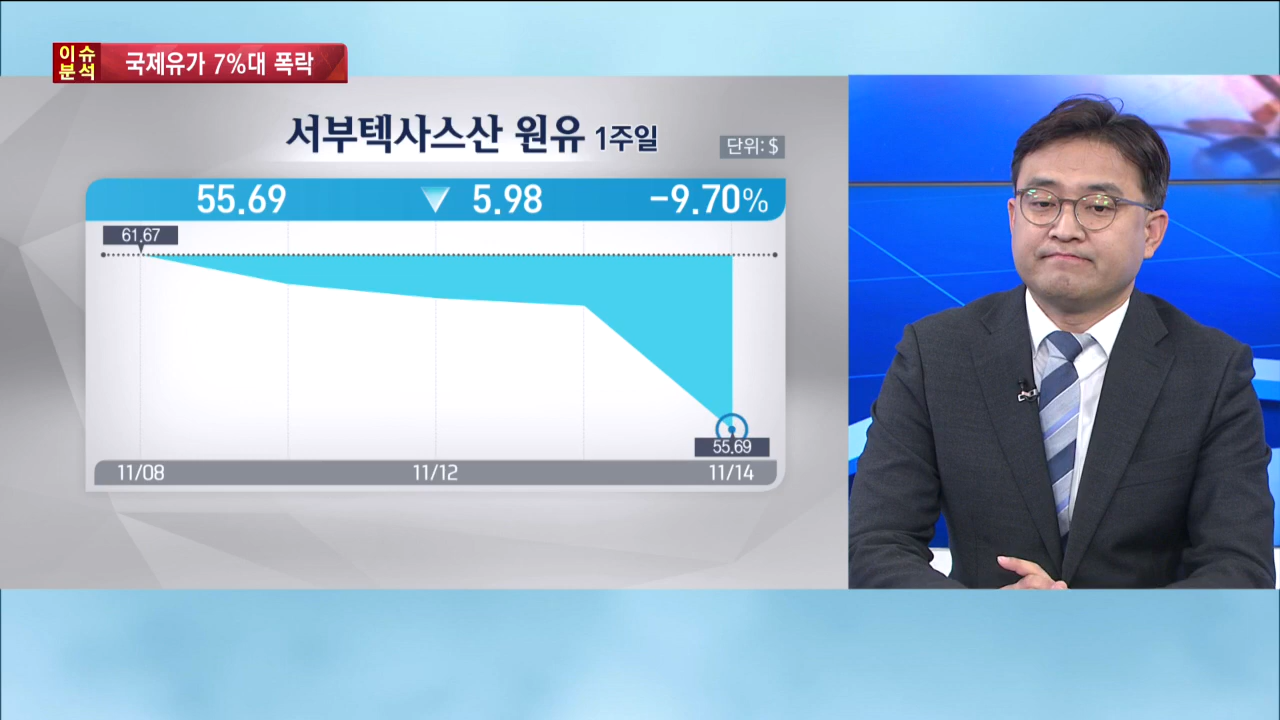 이슈
분석
국제유가 7%대 폭락
서부텍사스산 원유 1주일
단위: $
55.69 ▼ 5.98 -9.70%
61.67
55.69
11/08 11/12 11/14